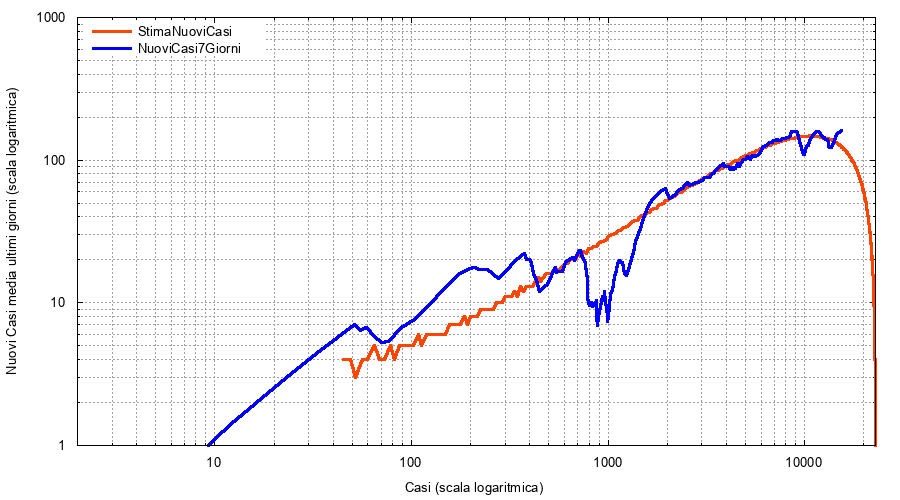 1000
StimaNuoviCasi
NuoviCasi7Giorni
100
10
1
10 100 1000 10000
Nuovi Casi media ultimi giorni (scala logaritmica)
Casi (scala logaritmica)